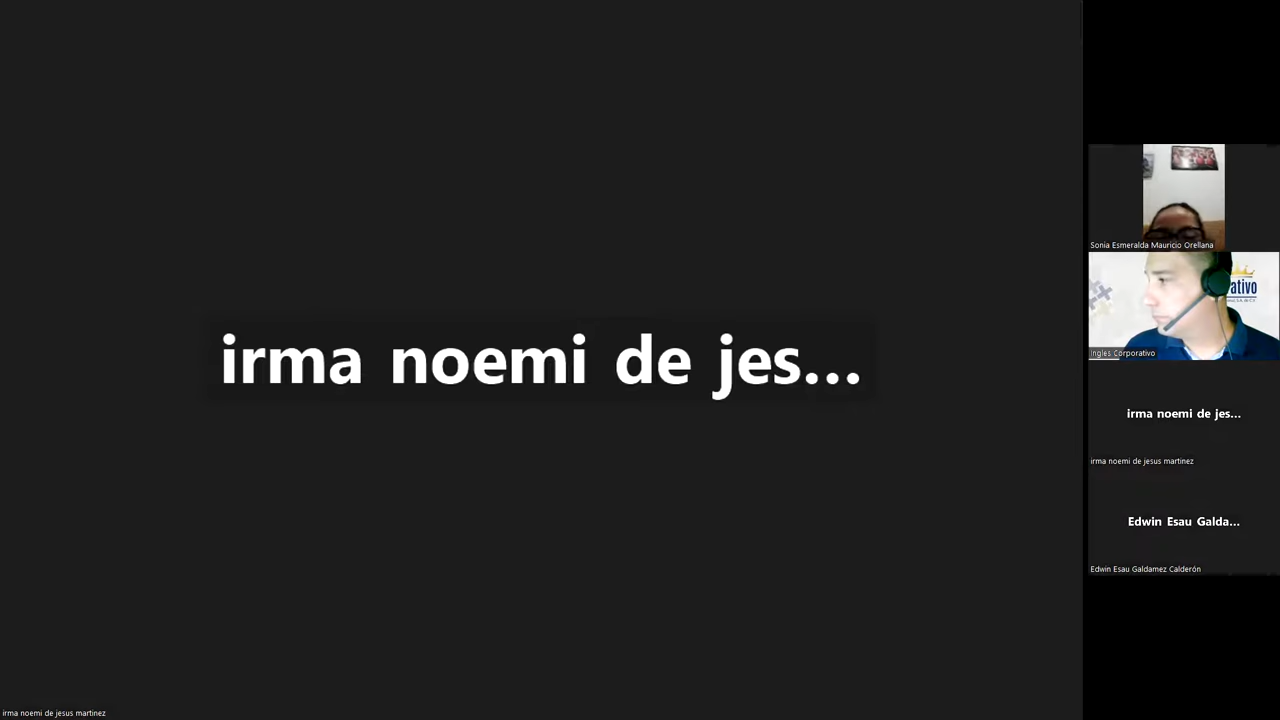 irma noemi de jes...
irma noemi de jesus martinez
Sonia Esmeralda Mauricio Orellana
ativo
Ingles Corporativo
irma noemi de jes...
irma noemi de jesus martinez
Edwin Esau Galda...
Edwin Esau Galdamez Calderón